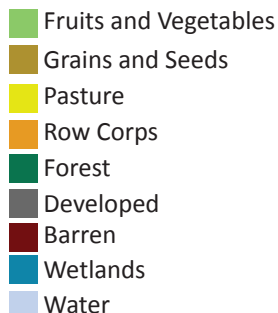 Fruits and Vegetables
Grains and Seeds
Pasture
Row Corps
Forest
Developed
Barren
Wetlands
Water